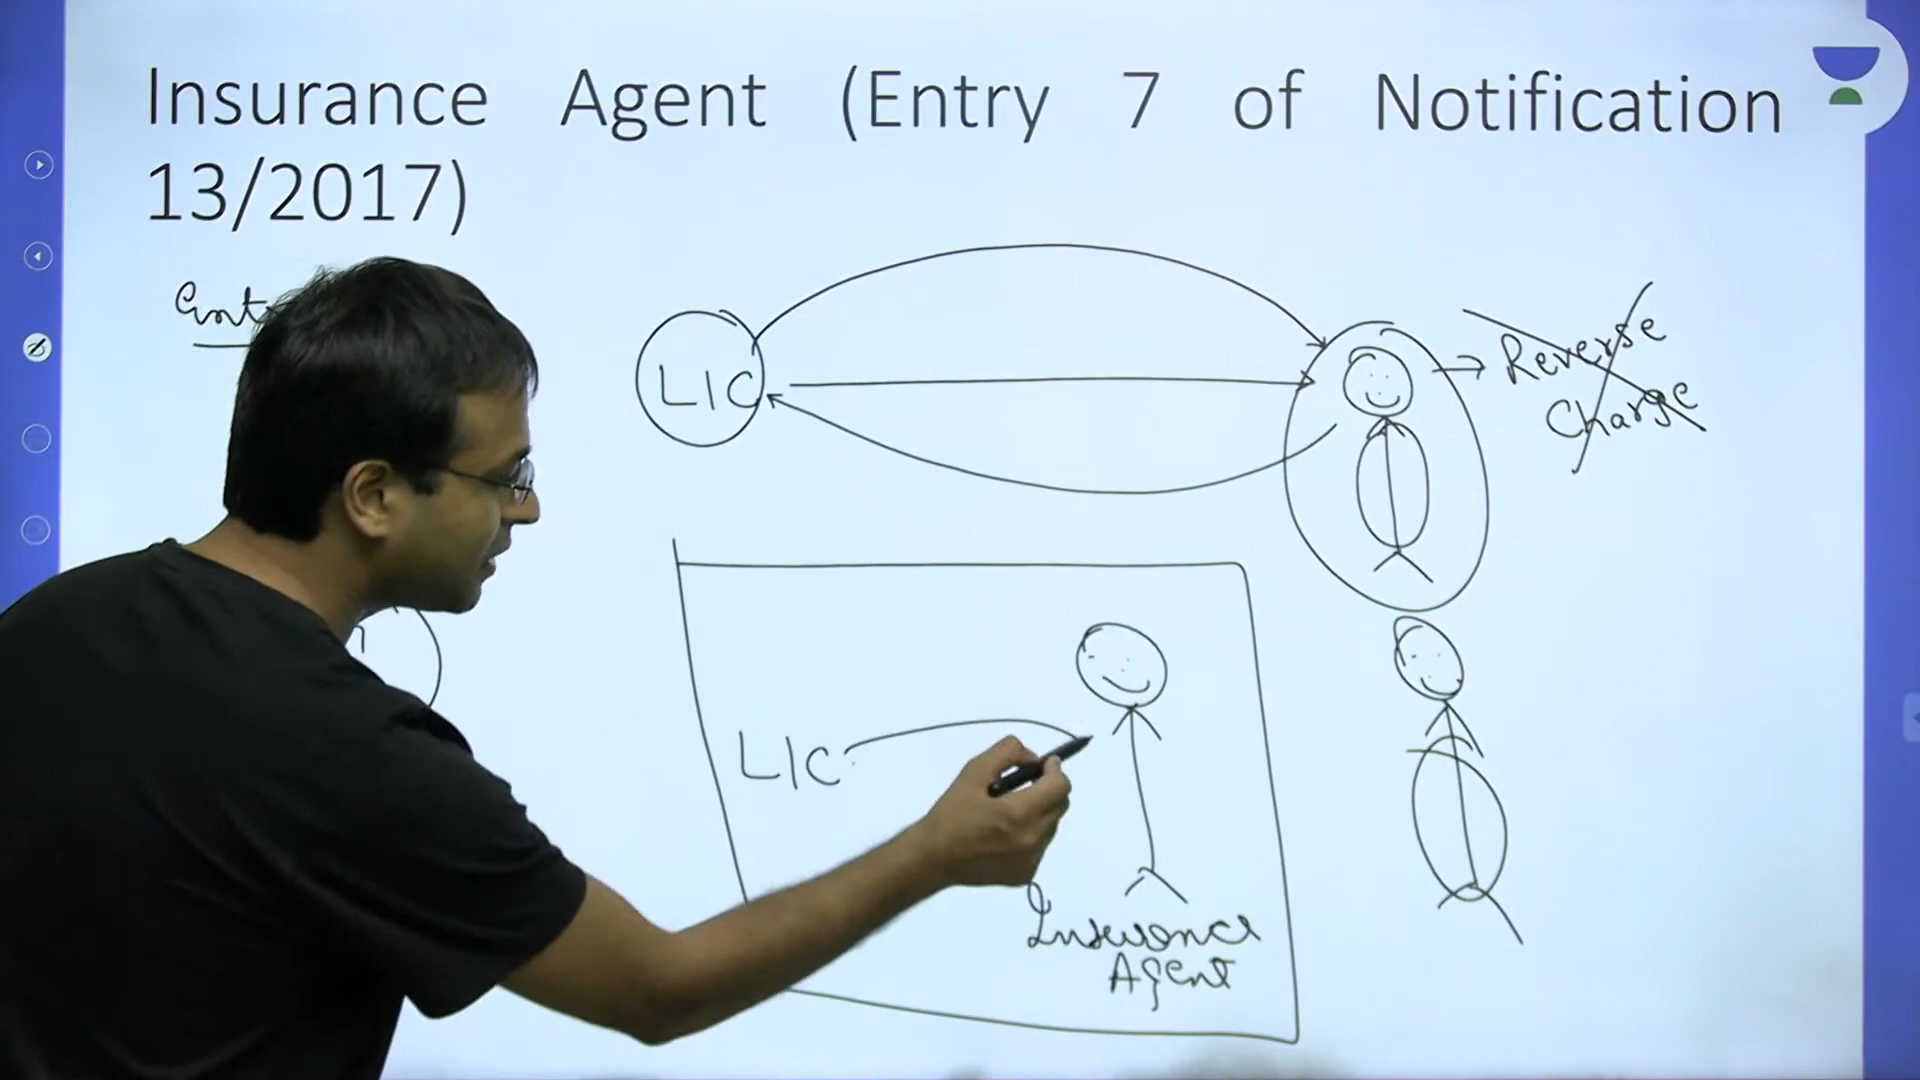 Insurance Agent (Entry 7 of Notification
13/2017)
LIC
Reverse
Charge
LIC
Insurance
Agent